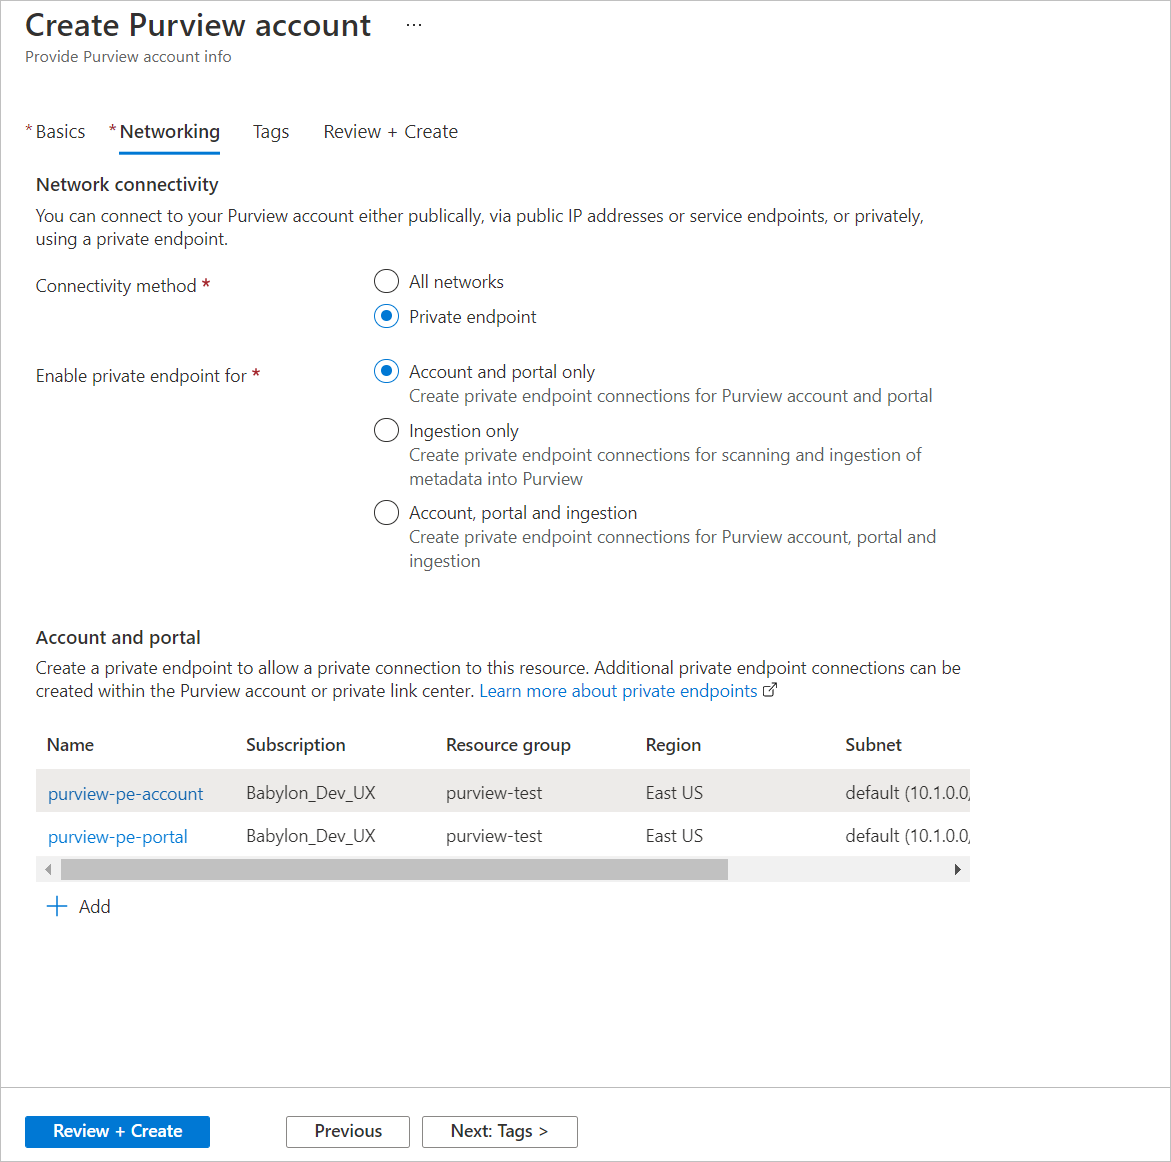 Create Purview account ...
Provide Purview account info
* Basics * Networking Tags Review + Create
Network connectivity
You can connect to your Purview account either publically, via public IP addresses or service endpoints, or privately,
using a private endpoint.
Connectivity method *
All networks
Private endpoint
Enable private endpoint for *
Account and portal only
Create private endpoint connections for Purview account and portal
Ingestion only
Create private endpoint connections for scanning and ingestion of
metadata into Purview
Account, portal and ingestion
Create private endpoint connections for Purview account, portal and
ingestion
Account and portal
Create a private endpoint to allow a private connection to this resource. Additional private endpoint connections can be
created within the Purview account or private link center. Learn more about private endpoints
Name Subscription Resource group Region Subnet
purview-pe-account Babylon_Dev_UX purview-test East US default (10.1.0.0,
purview-pe-portal Babylon_Dev_UX purview-test East US default (10.1.0.0,
+ Add
Review + Create Previous Next: Tags >